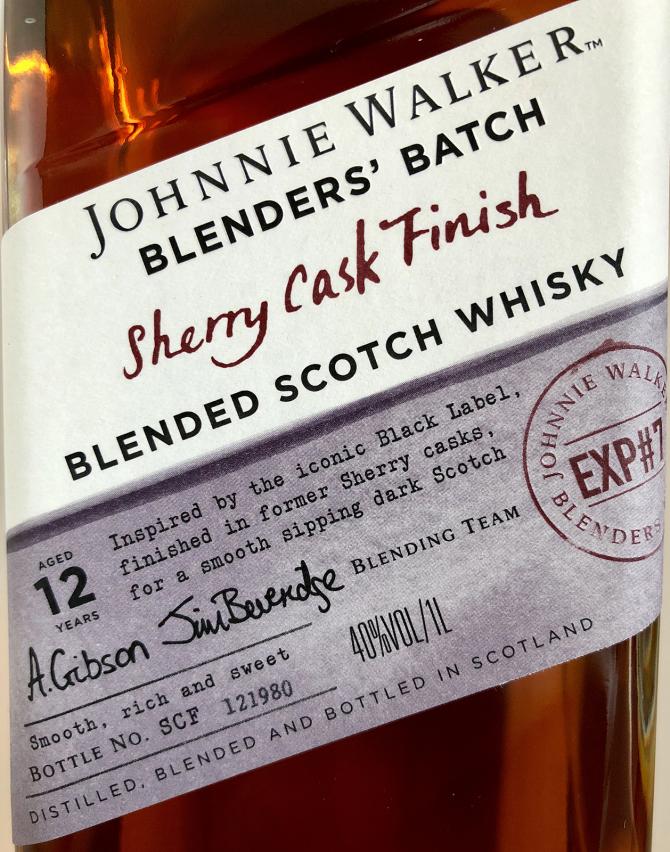 JOHNNIE WALKER™
BLENDERS' BATCH
Sherry Cask Finish
BLENDED SCOTCH WHISKY
AGED
12
YEARS
Inspired by the iconic Black Label,
finished in former Sherry casks,
for a smooth sipping dark Scotch
A.Gibson Jim Beveridge BLENDING TEAM
Smooth, rich and sweet
40%VOL/1L
BOTTLE NO. SCF 121980
DISTILLED, BLENDED AND BOTTLED IN SCOTLAND
JOHNNIE WALKE
EXP#7
BLENDERS